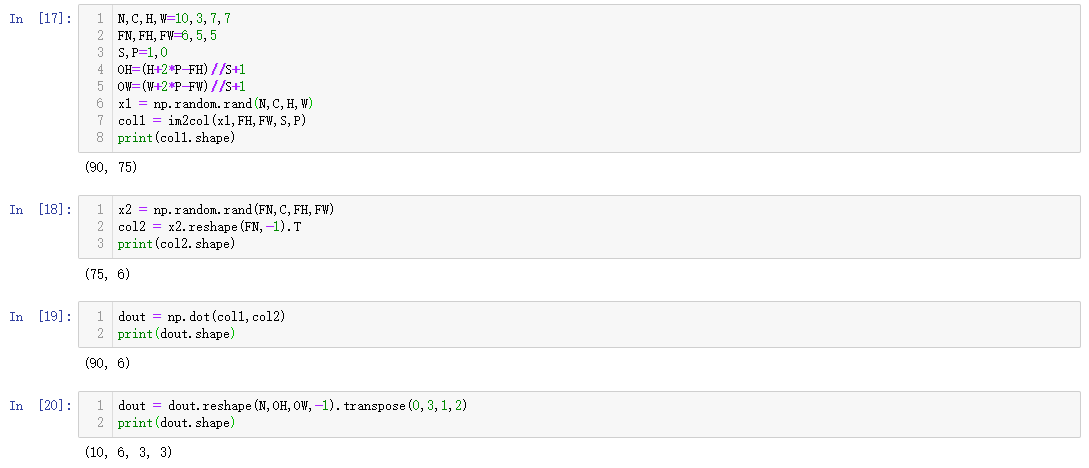 In [17]:
1 N,C,H,W=10,3,7,7
2 FN,FH,FW=6,5,5
3 S,P=1,0
4 OH=(H+2*P-FH)//S+1
5 OW=(W+2*P-FW)//S+1
6 x1 = np.random.rand(N,C,H,W)
7 col1 = im2col(x1,FH,FW,S,P)
8 print(col1.shape)
(90, 75)
In [18]:
1 x2 = np.random.rand(FN,C,FH,FW)
2 col2 = x2.reshape(FN,-1).T
3 print(col2.shape)
(75, 6)
In [19]:
1 dout = np.dot(col1,col2)
2 print(dout.shape)
(90, 6)
In [20]:
1 dout = dout.reshape(N,OH,OW,-1).transpose(0,3,1,2)
2 print(dout.shape)
(10, 6, 3, 3)